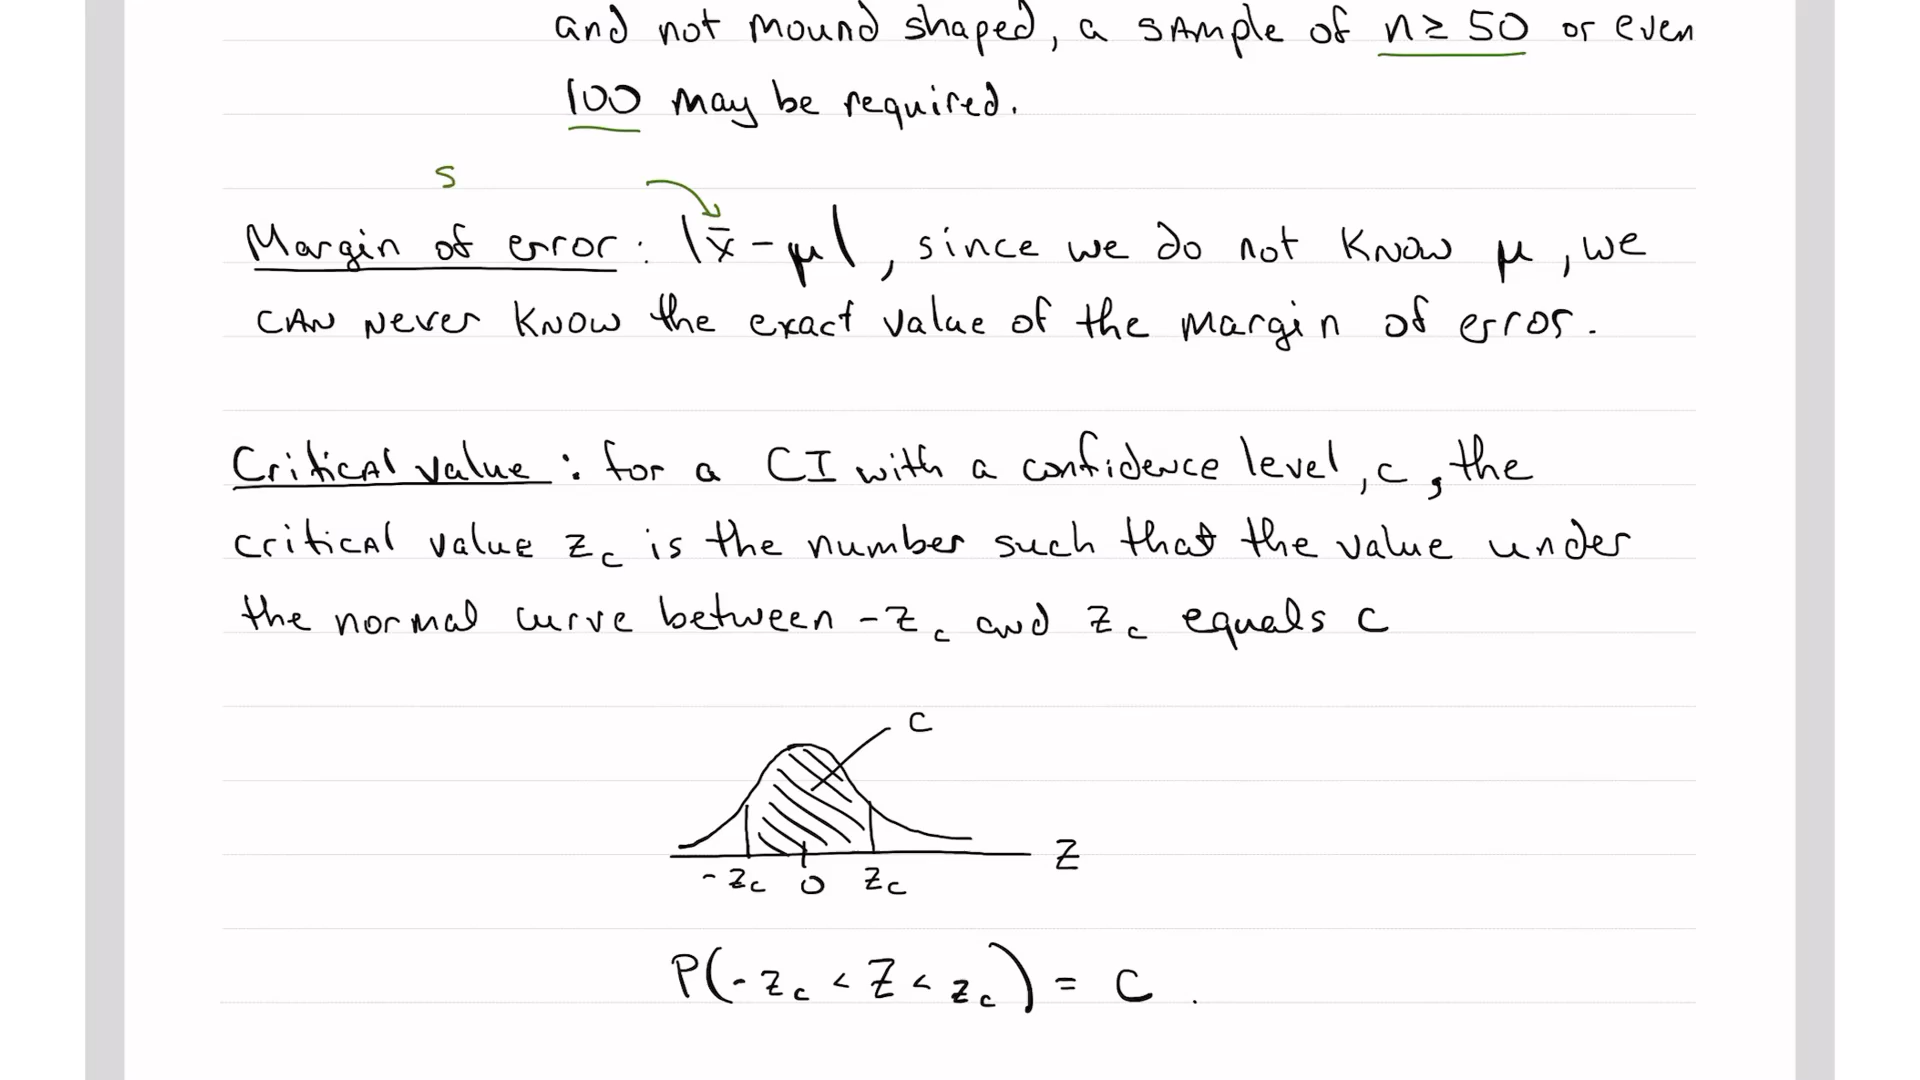 and not mound shaped, a sample of n ≥ 50 or even
100 may be required.
s
Margin of error: |x̄ - μ|, since we do not know μ, we
can never know the exact value of the margin of error.
Critical value: for a CI with a confidence level, c, the
critical value z_c is the number such that the value under
the normal curve between -z_c and z_c equals c
c
-z_c 0 z_c z
P(-z_c < z < z_c) = c.